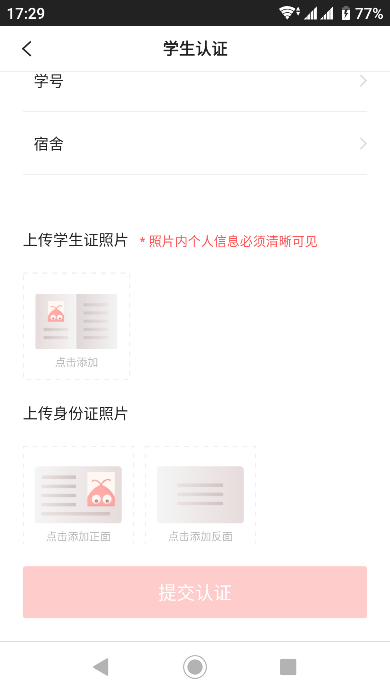 17:29
77%
学生认证
学号
宿舍
上传学生证照片 * 照片内个人信息必须清晰可见
点击添加
上传身份证照片
点击添加正面 点击添加反面
提交认证